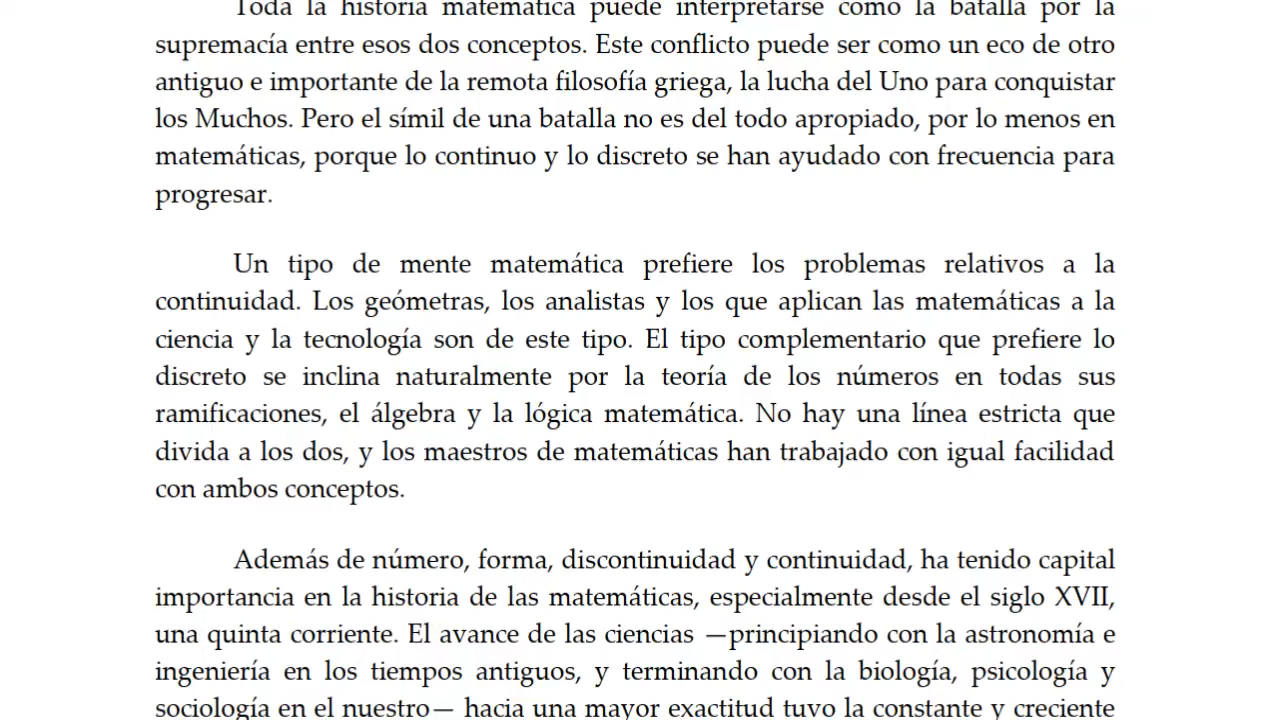 Toda la historia matemática puede interpretarse como la batalla por la
supremacía entre esos dos conceptos. Este conflicto puede ser como un eco de otro
antiguo e importante de la remota filosofía griega, la lucha del Uno para conquistar
los Muchos. Pero el símil de una batalla no es del todo apropiado, por lo menos en
matemáticas, porque lo continuo y lo discreto se han ayudado con frecuencia para
progresar.
Un tipo de mente matemática prefiere los problemas relativos a la
continuidad. Los geómetras, los analistas y los que aplican las matemáticas a la
ciencia y la tecnología son de este tipo. El tipo complementario que prefiere lo
discreto se inclina naturalmente por la teoría de los números en todas sus
ramificaciones, el álgebra y la lógica matemática. No hay una línea estricta que
divida a los dos, y los maestros de matemáticas han trabajado con igual facilidad
con ambos conceptos.
Además de número, forma, discontinuidad y continuidad, ha tenido capital
importancia en la historia de las matemáticas, especialmente desde el siglo XVII,
una quinta corriente. El avance de las ciencias —principiando con la astronomía e
ingeniería en los tiempos antiguos, y terminando con la biología, psicología y
sociología en el nuestro— hacia una mayor exactitud tuvo la constante y creciente